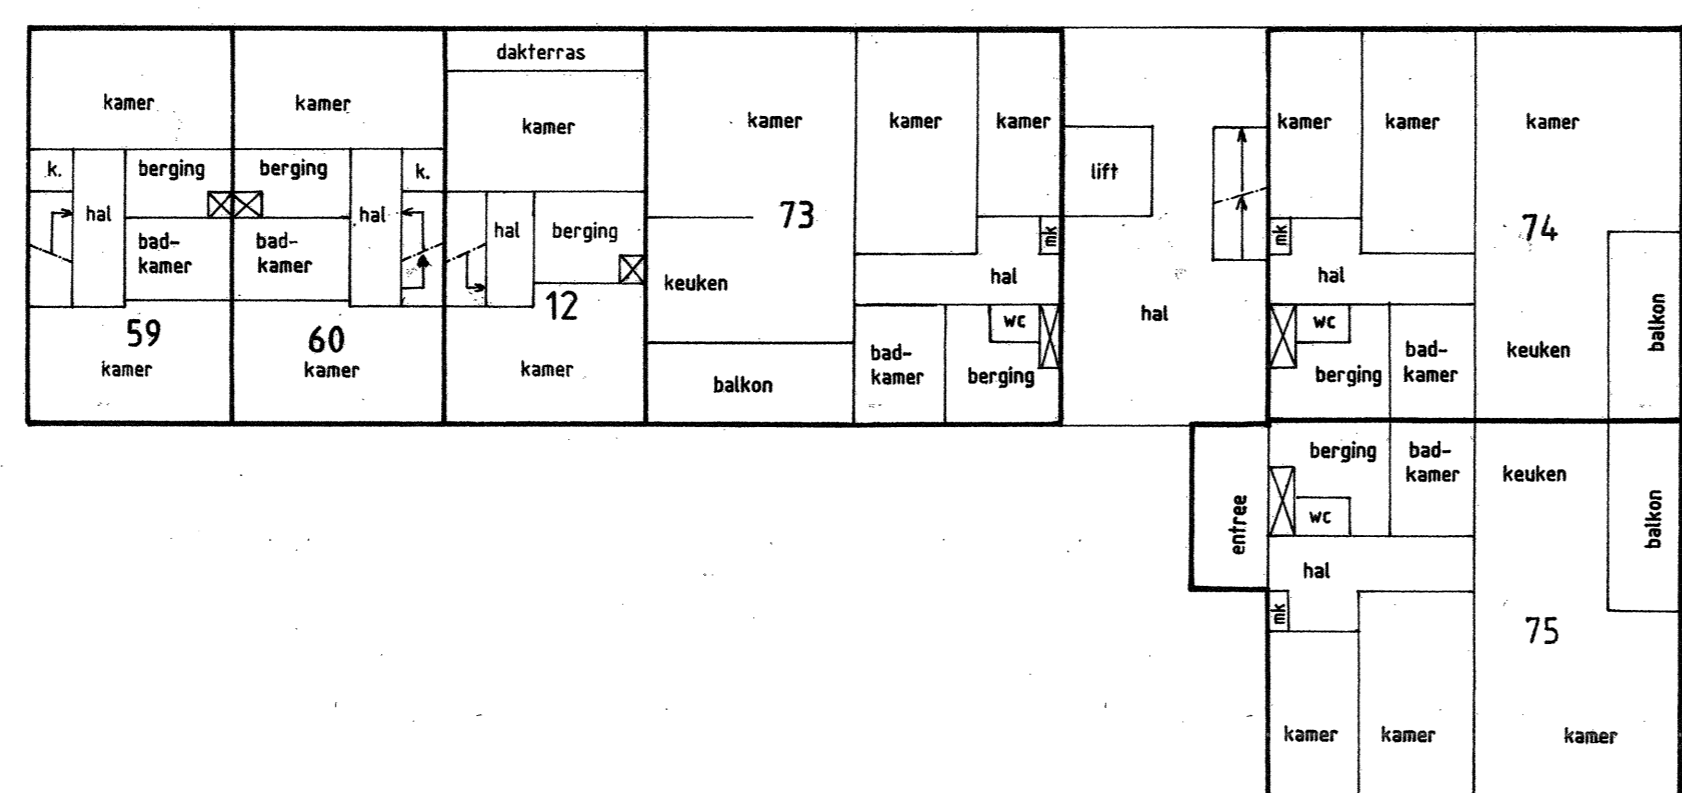 dakterras
kamer
kamer
kamer
kamer
kamer
kamer
kamer
kamer
kamer
k.
berging
berging
k.
lift
hal
hal
hal
berging
73
74
mk
mk
bad-
kamer
bad-
kamer
keuken
hal
hal
59
60
12
hal
wc
wc
balkon
kamer
kamer
kamer
balkon
bad-
kamer
berging
berging
bad-
kamer
keuken
entree
berging
bad-
kamer
keuken
balkon
wc
hal
mk
75
kamer
kamer
kamer